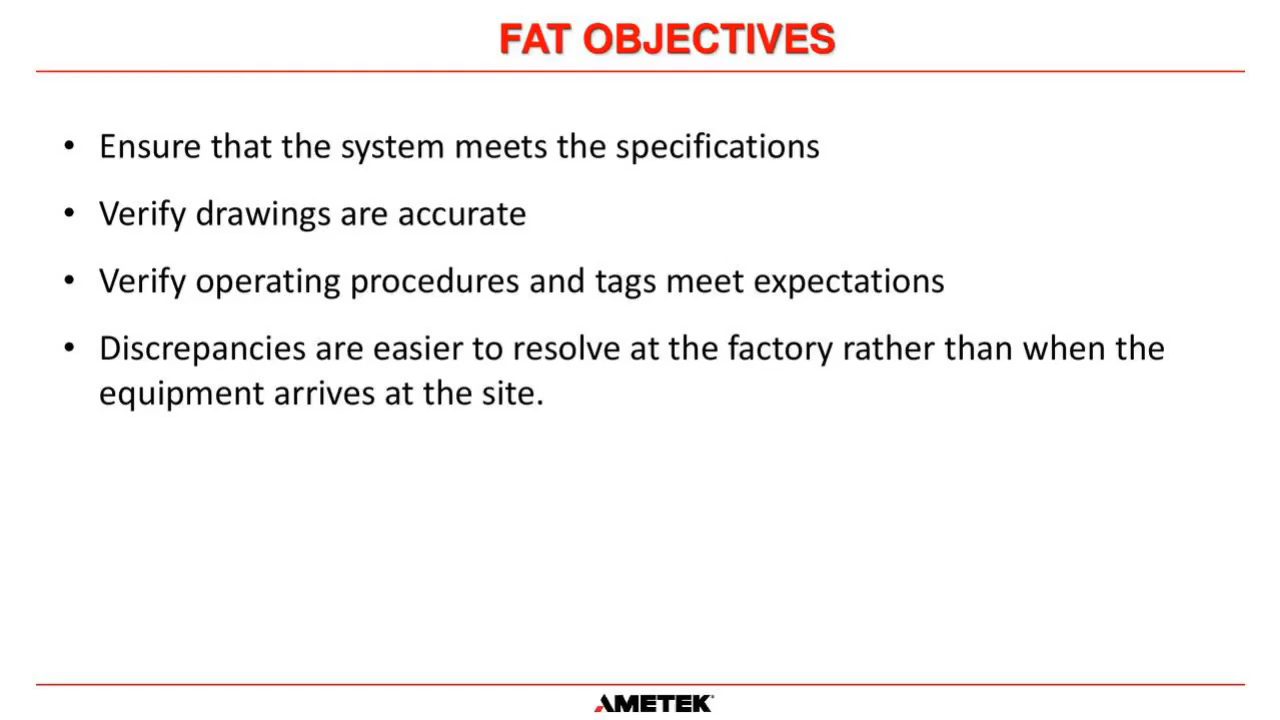 FAT OBJECTIVES
• Ensure that the system meets the specifications
• Verify drawings are accurate
• Verify operating procedures and tags meet expectations
• Discrepancies are easier to resolve at the factory rather than when the
equipment arrives at the site.
AMETEK